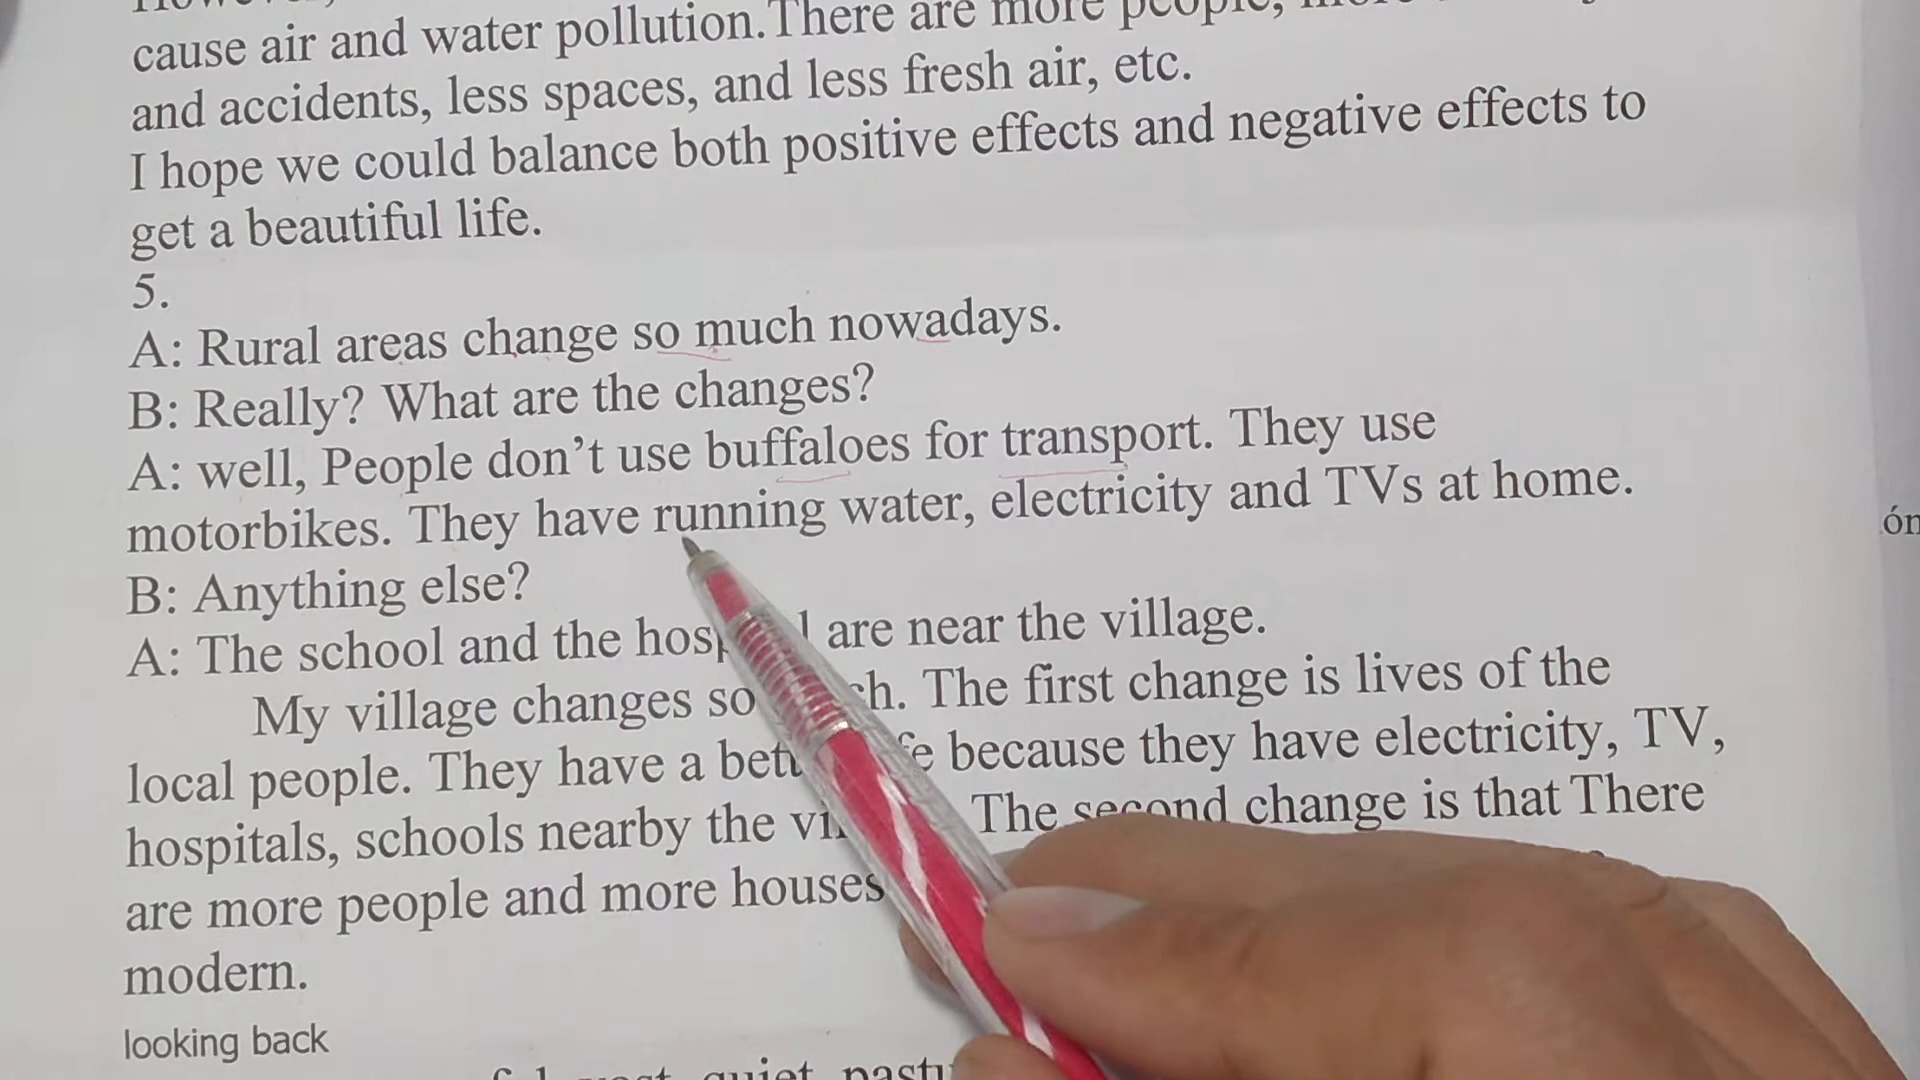 cause air and water pollution.There are more people,
and accidents, less spaces, and less fresh air, etc.
I hope we could balance both positive effects and negative effects to
get a beautiful life.
5.
A: Rural areas change so much nowadays.
B: Really? What are the changes?
A: well, People don’t use buffaloes for transport. They use
motorbikes. They have running water, electricity and TVs at home.
B: Anything else?
A: The school and the hospital are near the village.
My village changes so much. The first change is lives of the
local people. They have a better life because they have electricity, TV,
hospitals, schools nearby the The second change is that There
are more people and more houses
modern.
looking back
quiet